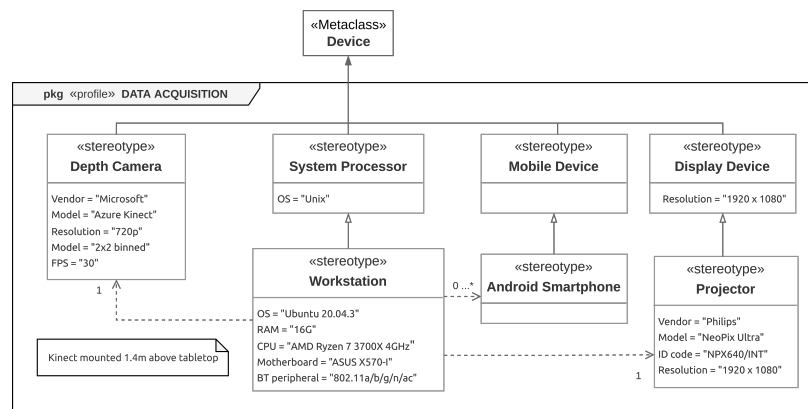 «Metaclass»
Device
pkg «profile» DATA ACQUISITION
«stereotype»
Depth Camera
Vendor = "Microsoft"
Model = "Azure Kinect"
Resolution = "720p"
Model = "2x2 binned"
FPS = "30"
«stereotype»
System Processor
OS = "Unix"
«stereotype»
Mobile Device
«stereotype»
Display Device
Resolution = "1920 x 1080"
«stereotype»
Workstation
OS = "Ubuntu 20.04.3"
RAM = "16G"
CPU = "AMD Ryzen 7 3700X 4GHz"
Motherboard = "ASUS X570-I"
BT peripheral = "802.11a/b/g/n/ac"
«stereotype»
Android Smartphone
«stereotype»
Projector
Vendor = "Philips"
Model = "NeoPix Ultra"
ID code = "NPX640/INT"
Resolution = "1920 x 1080"
1
0 ...*
1
Kinect mounted 1.4m above tabletop